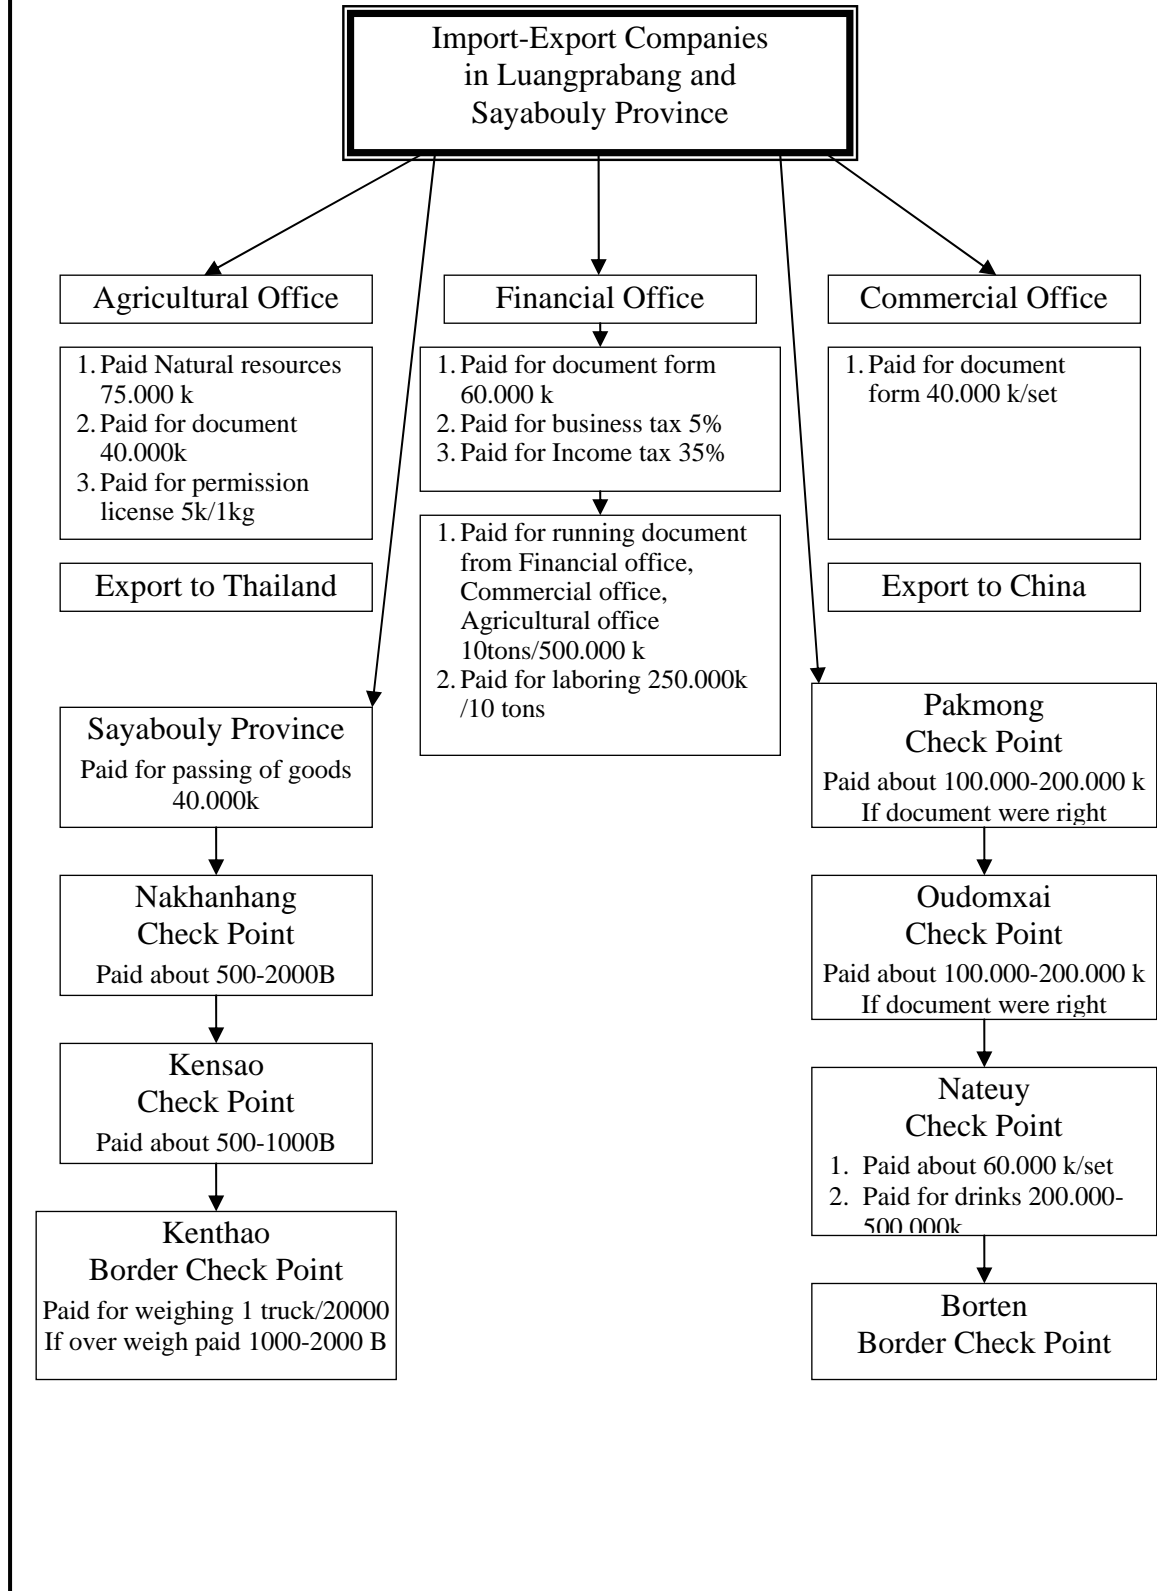 Import-Export Companies
in Luangprabang and
Sayabouly Province
Agricultural Office
Financial Office
Commercial Office
1. Paid Natural resources
75.000 k
2. Paid for document
40.000k
3. Paid for permission
license 5k/1kg
1. Paid for document form
60.000 k
2. Paid for business tax 5%
3. Paid for Income tax 35%
1. Paid for document
form 40.000 k/set
1. Paid for running document
from Financial office,
Commercial office,
Agricultural office
10tons/500.000 k
2. Paid for laboring 250.000k
/10 tons
Export to Thailand
Export to China
Sayabouly Province
Paid for passing of goods
40.000k
Nakhanhang
Check Point
Paid about 500-2000B
Kensao
Check Point
Paid about 500-1000B
Kenthao
Border Check Point
Paid for weighing 1 truck/20000
If over weigh paid 1000-2000 B
Pakmong
Check Point
Paid about 100.000-200.000 k
If document were right
Oudomxai
Check Point
Paid about 100.000-200.000 k
If document were right
Nateuy
Check Point
1. Paid about 60.000 k/set
2. Paid for drinks 200.000-
500.000k
Borten
Border Check Point